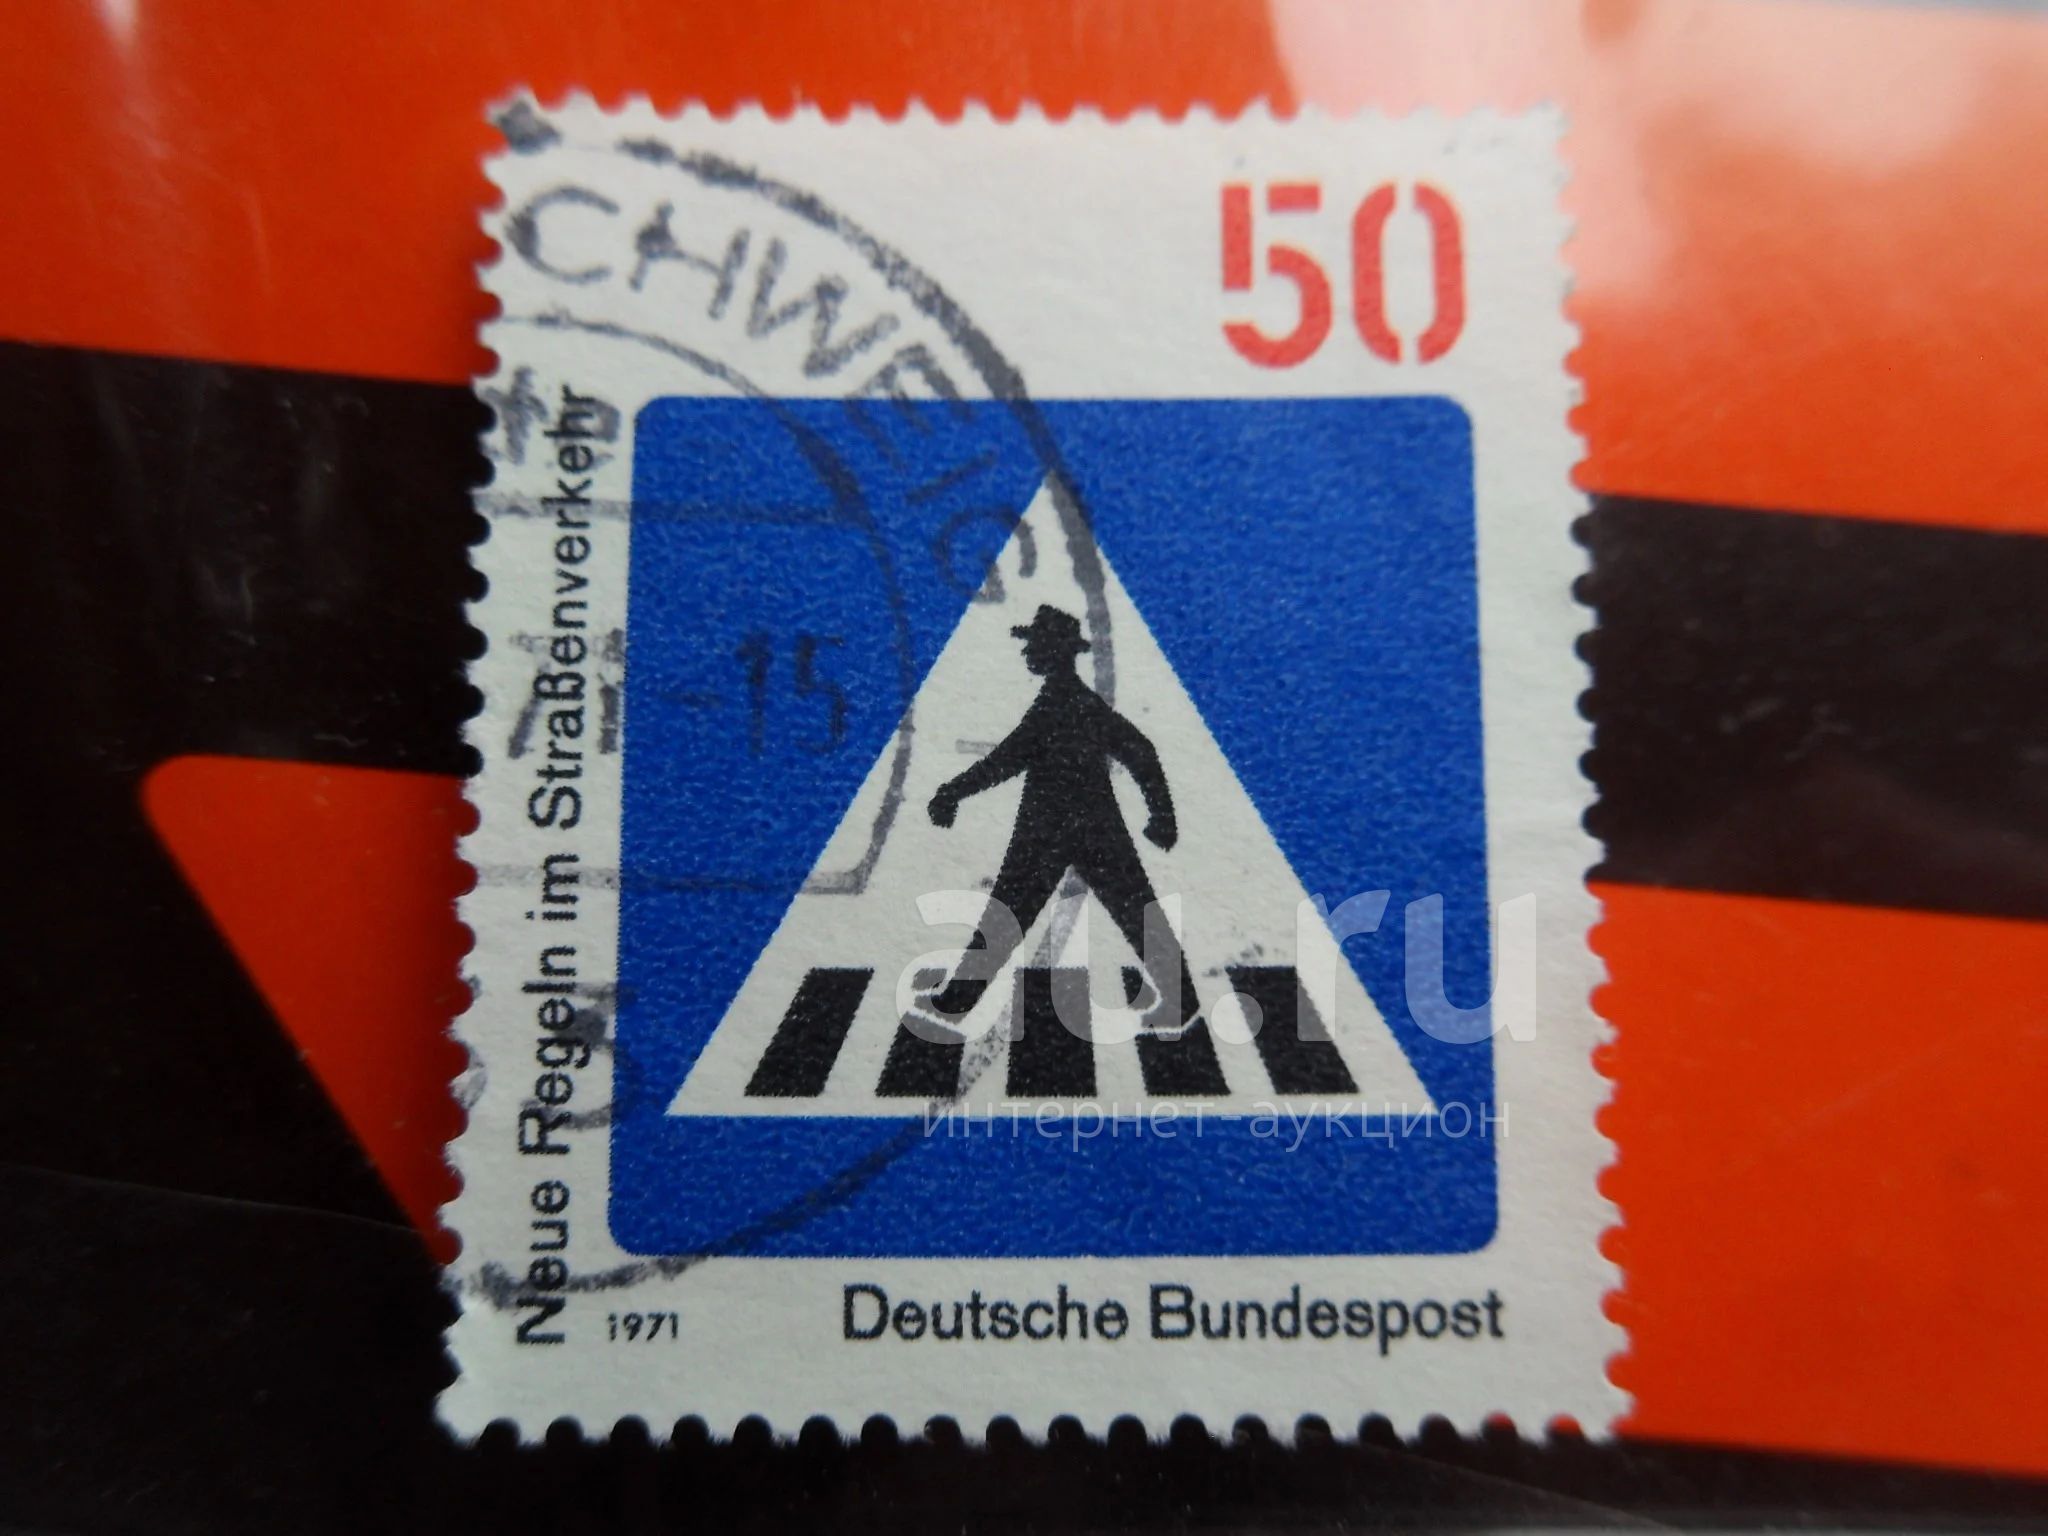 50
CHWEIG
Neue Regeln im Straßenverkehr
-15
1971
Deutsche Bundespost
au.ru
интернет-аукцион